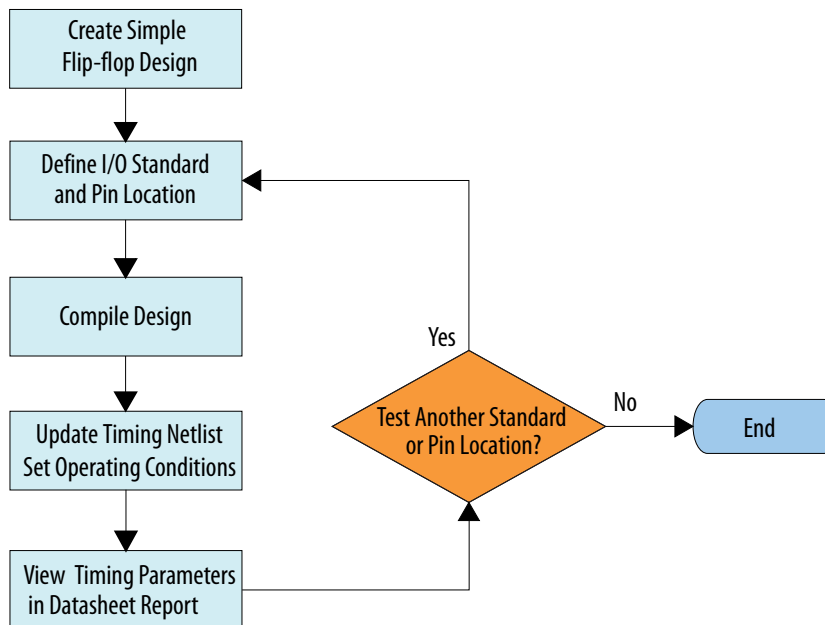 Create Simple
Flip-flop Design
Define I/O Standard
and Pin Location
Compile Design
Update Timing Netlist
Set Operating Conditions
View Timing Parameters
in Datasheet Report
Test Another Standard
or Pin Location?
Yes
No
End